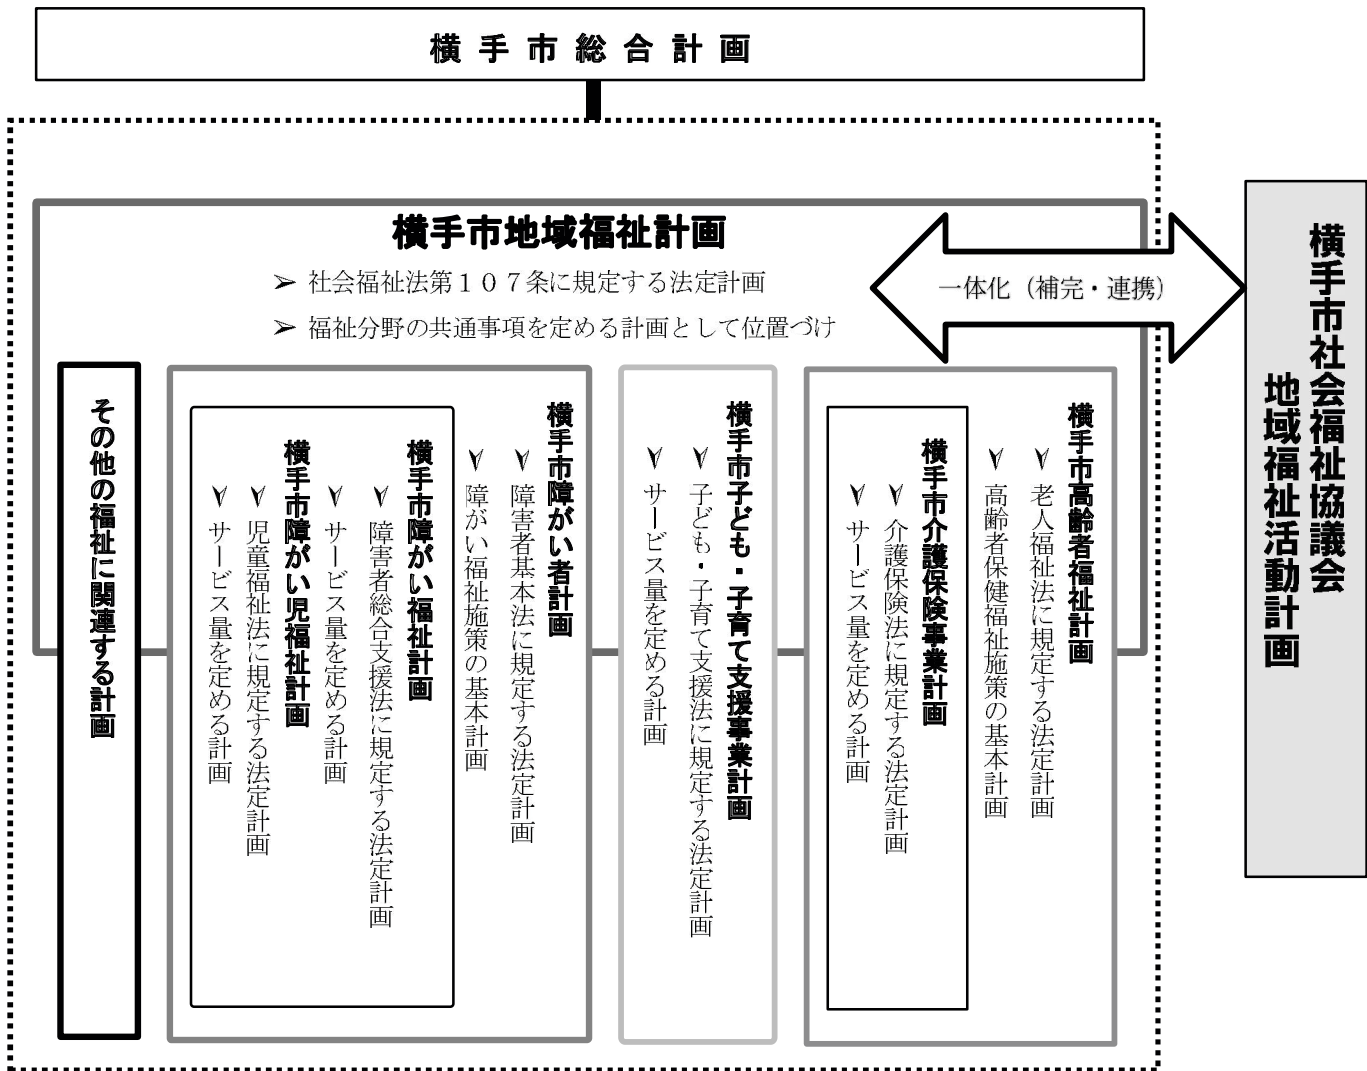 横手市総合計画
横手市地域福祉計画
➢ 社会福祉法第１０７条に規定する法定計画
➢ 福祉分野の共通事項を定める計画として位置づけ
一体化（補完・連携）
横手市社会福祉協議会
地域福祉活動計画
横手市高齢者福祉計画
➢ 老人福祉法に規定する法定計画
➢ 高齢者保健福祉施策の基本計画
横手市介護保険事業計画
➢ 介護保険法に規定する法定計画
➢ サービス量を定める計画
横手市子ども・子育て支援事業計画
➢ 子ども・子育て支援法に規定する法定計画
➢ サービス量を定める計画
横手市障がい者計画
➢ 障害者基本法に規定する法定計画
➢ 障がい福祉施策の基本計画
横手市障がい福祉計画
➢ 障害者総合支援法に規定する法定計画
➢ サービス量を定める計画
横手市障がい児福祉計画
➢ 児童福祉法に規定する法定計画
➢ サービス量を定める計画
その他の福祉に関連する計画